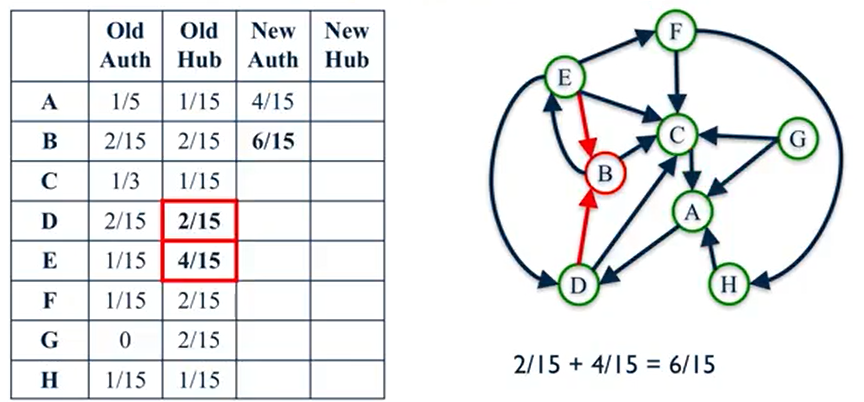 Old Auth Old Hub New Auth New Hub
A 1/5 1/15 4/15
B 2/15 2/15 6/15
C 1/3 1/15
D 2/15 2/15
E 1/15 4/15
F 1/15 2/15
G 0 2/15
H 1/15 1/15
F
E
C
G
B
A
D
H
2/15 + 4/15 = 6/15